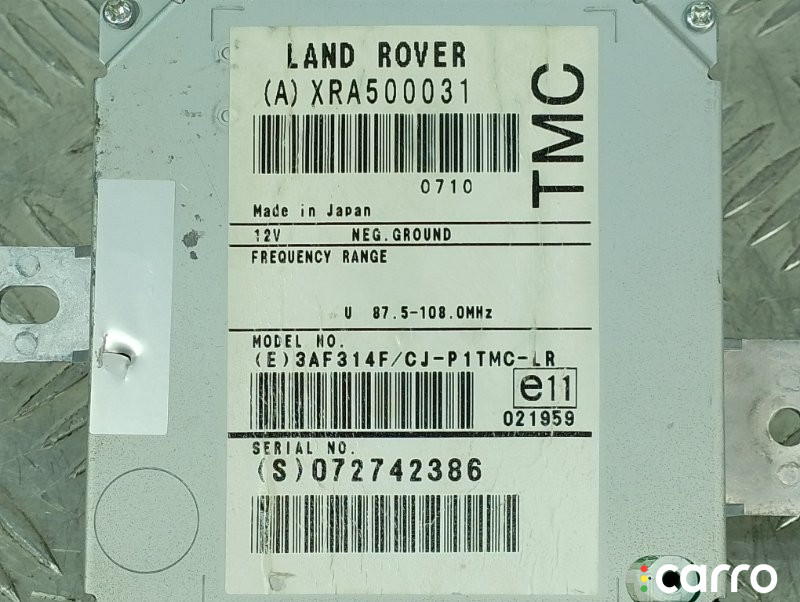 LAND ROVER
(A) XRA500031
TMC
0710
Made in Japan
12V NEG.GROUND
FREQUENCY RANGE
U 87.5-108.0MHz
MODEL NO.
(E)3AF314F/CJ-P1TMC-LR
e11
021959
SERIAL NO.
(S)072742386
carro